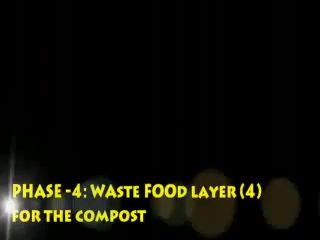 PHASE -4: WASTE FOOD LAYER (4)
FOR THE COMPOST